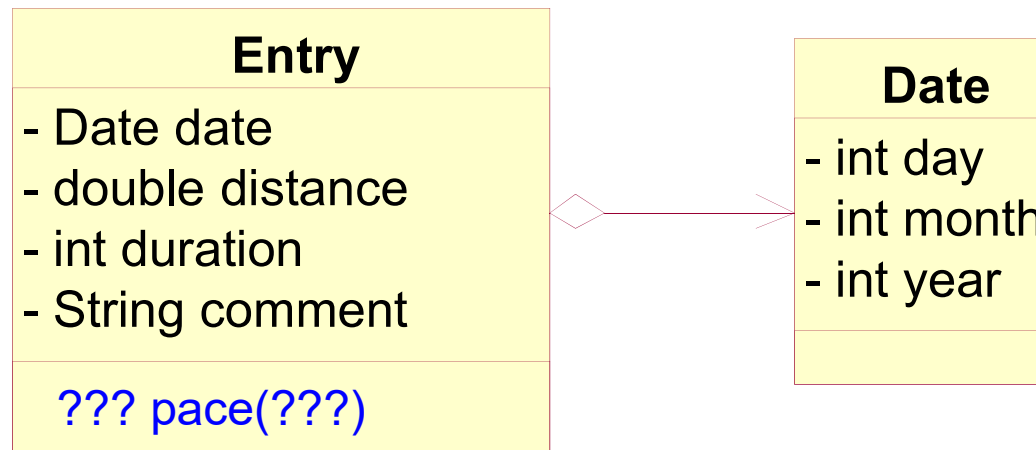 Entry
- Date date
- double distance
- int duration
- String comment
??? pace(???)
Date
- int day
- int month
- int year